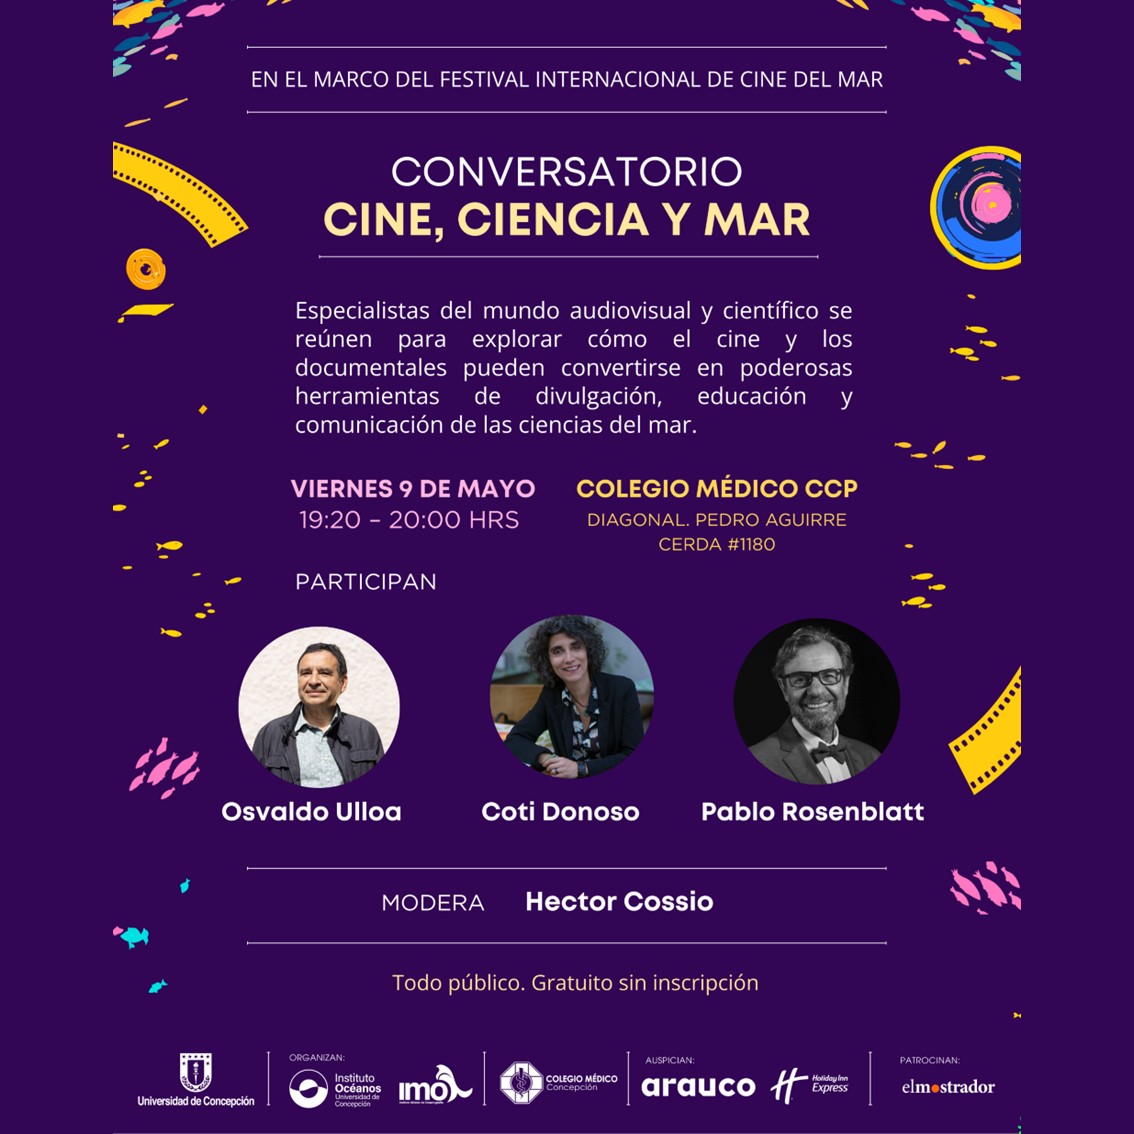 EN EL MARCO DEL FESTIVAL INTERNACIONAL DE CINE DEL MAR
CONVERSATORIO
CINE, CIENCIA Y MAR
Especialistas del mundo audiovisual y científico se
reúnen para explorar cómo el cine y los
documentales pueden convertirse en poderosas
herramientas de divulgación, educación y
comunicación de las ciencias del mar.
VIERNES 9 DE MAYO
19:20 – 20:00 HRS
COLEGIO MÉDICO CCP
DIAGONAL. PEDRO AGUIRRE
CERDA #1180
PARTICIPAN
Osvaldo Ulloa
Coti Donoso
Pablo Rosenblatt
MODERA Hector Cossio
Todo público. Gratuito sin inscripción
Universidad de Concepción
ORGANIZAN:
Instituto
Océanos
Universidad de
Concepción
imo
COLEGIO MÉDICO
Concepción
AUSPICIAN:
arauco
H
Holiday Inn
Express
PATROCINAN:
elmostrador